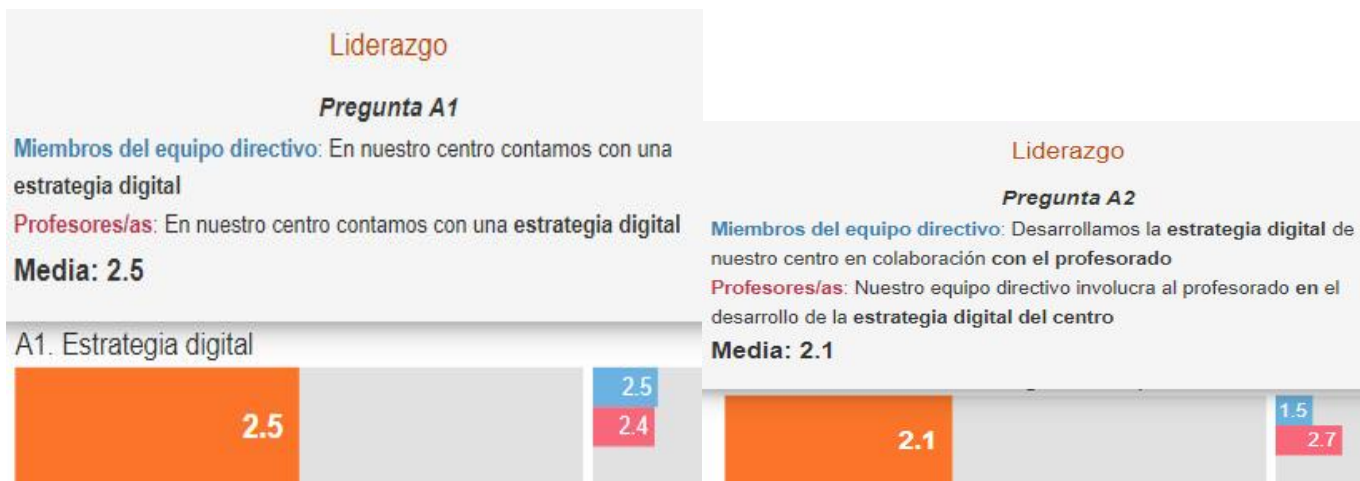 Liderazgo
Pregunta A1
Miembros del equipo directivo: En nuestro centro contamos con una
estrategia digital
Profesores/as: En nuestro centro contamos con una estrategia digital
Media: 2.5
A1. Estrategia digital
2.5
2.5
2.4
Liderazgo
Pregunta A2
Miembros del equipo directivo: Desarrollamos la estrategia digital de
nuestro centro en colaboración con el profesorado
Profesores/as: Nuestro equipo directivo involucra al profesorado en el
desarrollo de la estrategia digital del centro
Media: 2.1
2.1
1.5
2.7